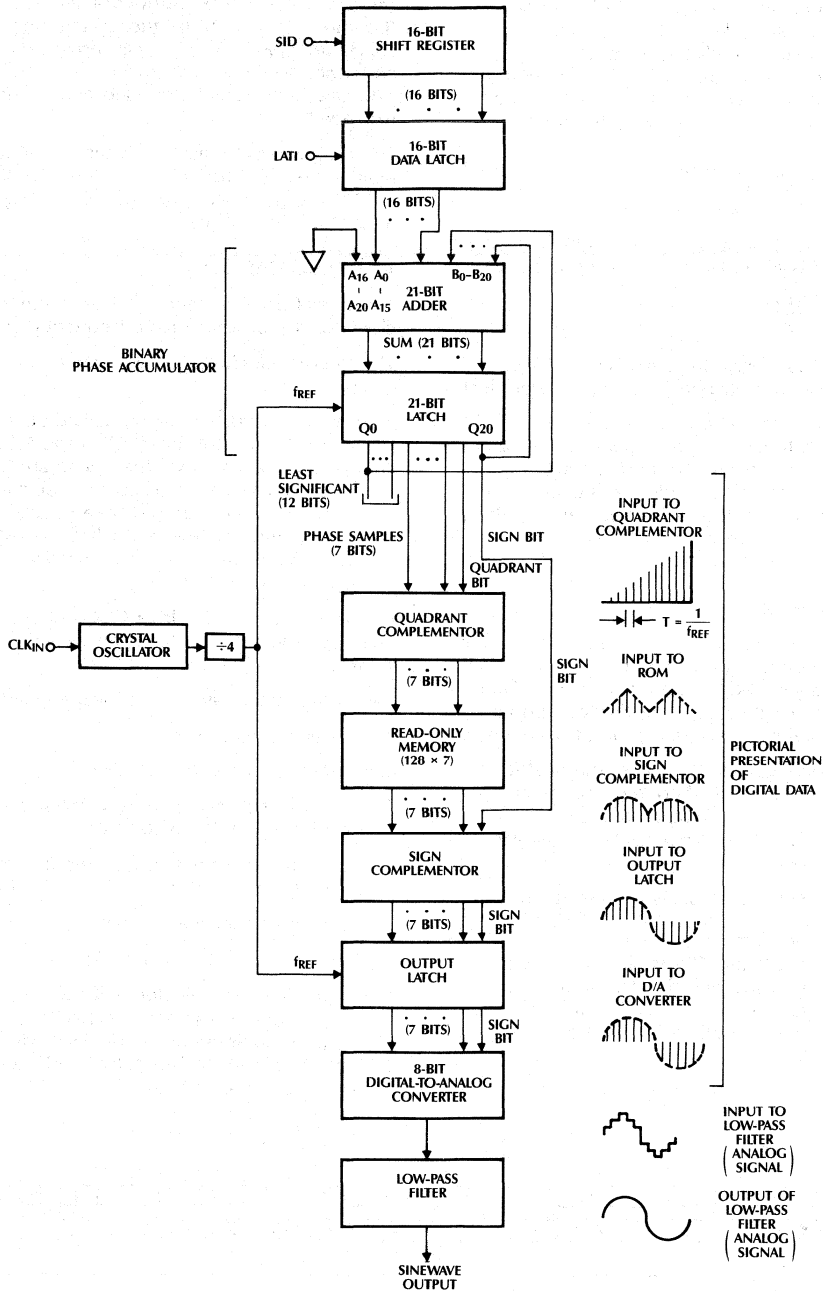 16-BIT
SHIFT REGISTER
SID
(16 BITS)
. . .
LATI
16-BIT
DATA LATCH
(16 BITS)
. . .
. . .
A16 A0 B0–B20
21-BIT
ADDER
A20 A15
SUM (21 BITS)
. . .
BINARY
PHASE ACCUMULATOR
fREF
21-BIT
LATCH
Q0 Q20
... ...
LEAST
SIGNIFICANT
(12 BITS)
PHASE SAMPLES
(7 BITS)
SIGN BIT
QUADRANT
BIT
QUADRANT
COMPLEMENTOR
CLKIN
CRYSTAL
OSCILLATOR
÷4
. . .
(7 BITS)
SIGN
BIT
READ-ONLY
MEMORY
(128 × 7)
. . .
(7 BITS)
SIGN
COMPLEMENTOR
. . .
(7 BITS)
SIGN
BIT
fREF
OUTPUT
LATCH
. . .
(7 BITS)
SIGN
BIT
8-BIT
DIGITAL-TO-ANALOG
CONVERTER
LOW-PASS
FILTER
SINEWAVE
OUTPUT
INPUT TO
QUADRANT
COMPLEMENTOR
T = 1
fREF
INPUT TO
ROM
INPUT TO
SIGN
COMPLEMENTOR
INPUT TO
OUTPUT
LATCH
INPUT TO
D/A
CONVERTER
PICTORIAL
PRESENTATION
OF
DIGITAL DATA
INPUT TO
LOW-PASS
FILTER
(ANALOG
SIGNAL)
OUTPUT OF
LOW-PASS
FILTER
(ANALOG
SIGNAL)